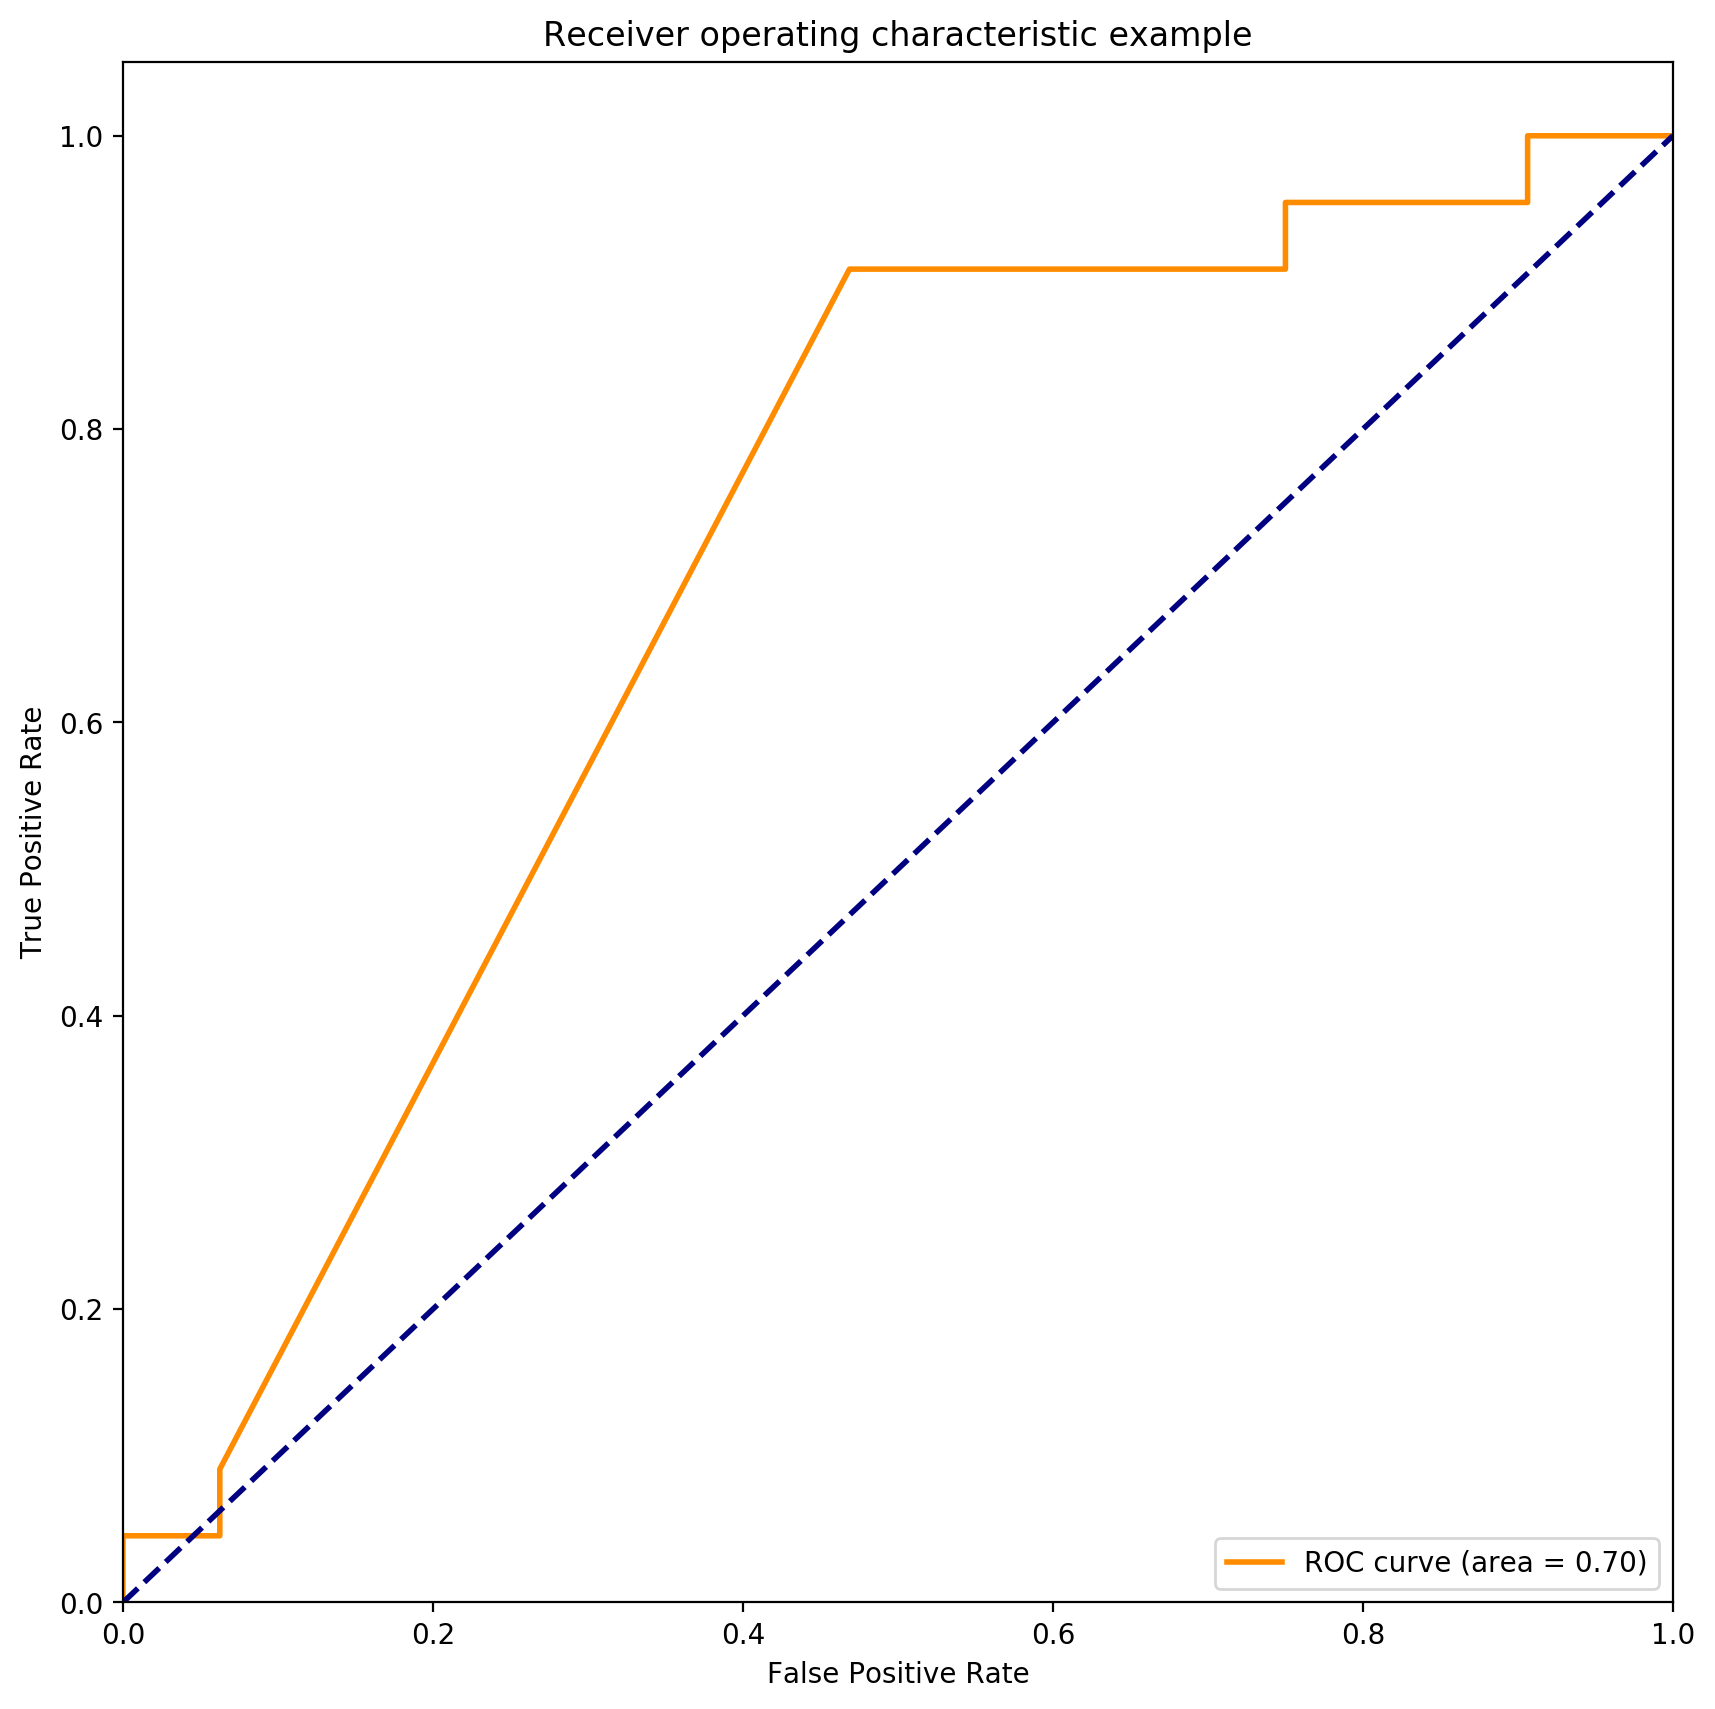 Receiver operating characteristic example
1.0
0.8
0.6
0.4
0.2
0.0
True Positive Rate
ROC curve (area = 0.70)
0.0 0.2 0.4 0.6 0.8 1.0
False Positive Rate